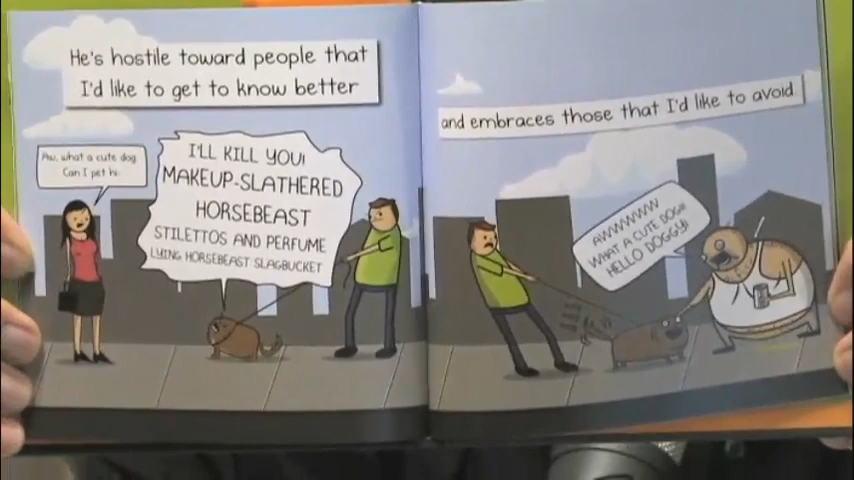 He's hostile toward people that
I'd like to get to know better
Aw, what a cute dog.
Can I pet hi-
I'LL KILL YOU!
MAKEUP-SLATHERED
HORSEBEAST
STILETTOS AND PERFUME
LYING HORSEBEAST SLAGBUCKET
and embraces those that I'd like to avoid
AWWWWW
WHAT A CUTE DOG!!
HELLO DOGGY!